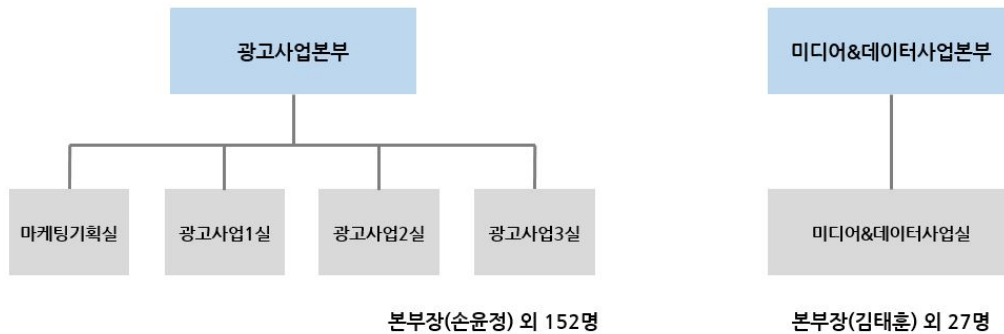 광고사업본부
미디어&데이터사업본부
마케팅기획실
광고사업1실
광고사업2실
광고사업3실
미디어&데이터사업실
본부장(손윤정) 외 152명
본부장(김태훈) 외 27명